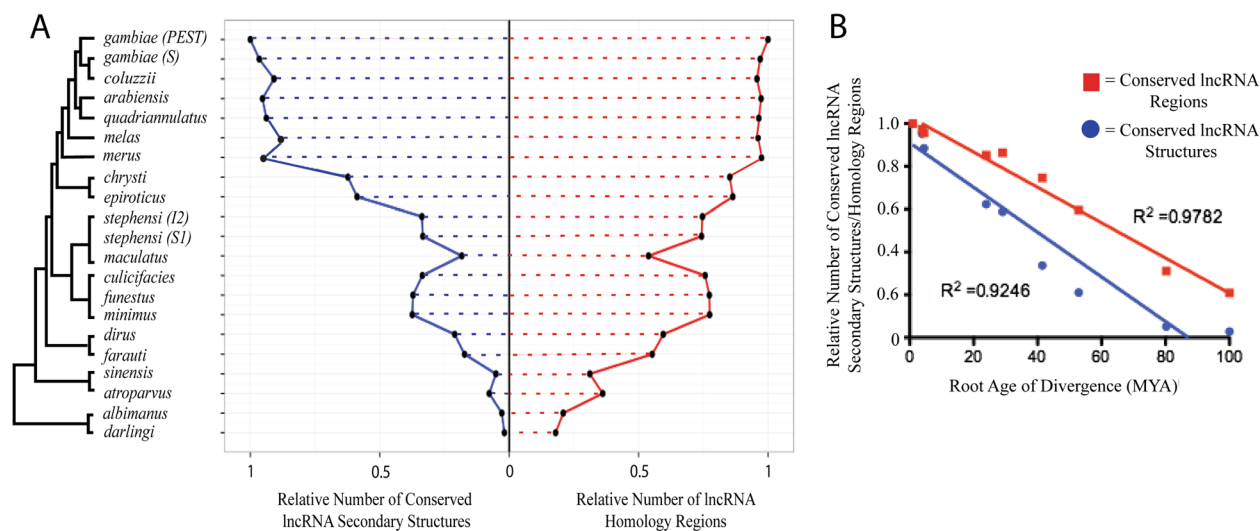 A
gambiae (PEST)
gambiae (S)
coluzzii
arabiensis
quadriannulatus
melas
merus
chrysti
epiroticus
stephensi (I2)
stephensi (S1)
maculatus
culicifacies
funestus
minimus
dirus
farauti
sinensis
atroparvus
albimanus
darlingi
1
0.5
0
0.5
1
Relative Number of Conserved
lncRNA Secondary Structures
Relative Number of lncRNA
Homology Regions
B
= Conserved lncRNA
Regions
= Conserved lncRNA
Structures
Relative Number of Conserved lncRNA
Secondary Structures/Homology Regions
1.0
0.8
0.6
0.4
0.6
0
R² =0.9782
R² =0.9246
0
20
40
60
80
100
Root Age of Divergence (MYA)